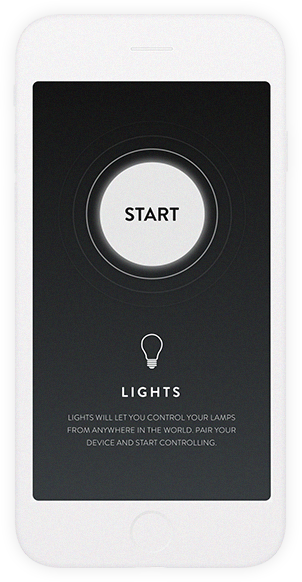 START
LIGHTS
LIGHTS WILL LET YOU CONTROL YOUR LAMPS
FROM ANYWHERE IN THE WORLD. PAIR YOUR
DEVICE AND START CONTROLLING.